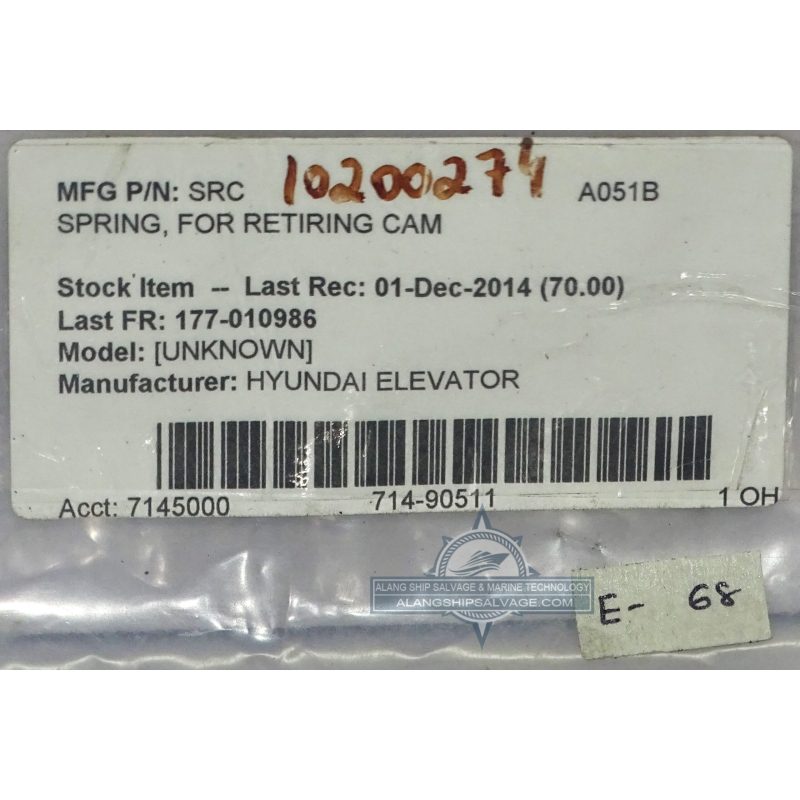 MFG P/N: SRC 10200274 A051B
SPRING, FOR RETIRING CAM
Stock Item -- Last Rec: 01-Dec-2014 (70.00)
Last FR: 177-010986
Model: [UNKNOWN]
Manufacturer: HYUNDAI ELEVATOR
Acct: 7145000 714-90511 1 OH
ALANG SHIP SALVAGE & MARINE TECHNOLOGY
ALANGSHIPSALVAGE.COM
E- 68